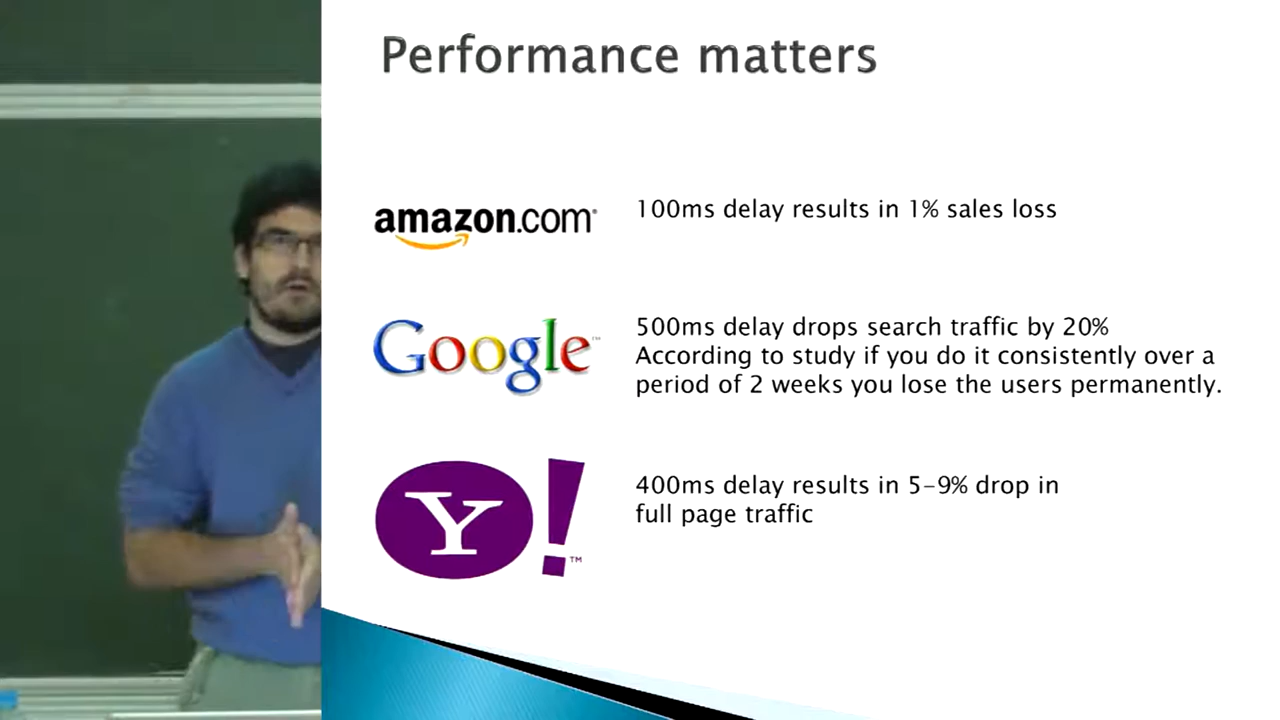 Performance matters
amazon.com
100ms delay results in 1% sales loss
Google™
500ms delay drops search traffic by 20%
According to study if you do it consistently over a
period of 2 weeks you lose the users permanently.
Y!™
400ms delay results in 5-9% drop in
full page traffic